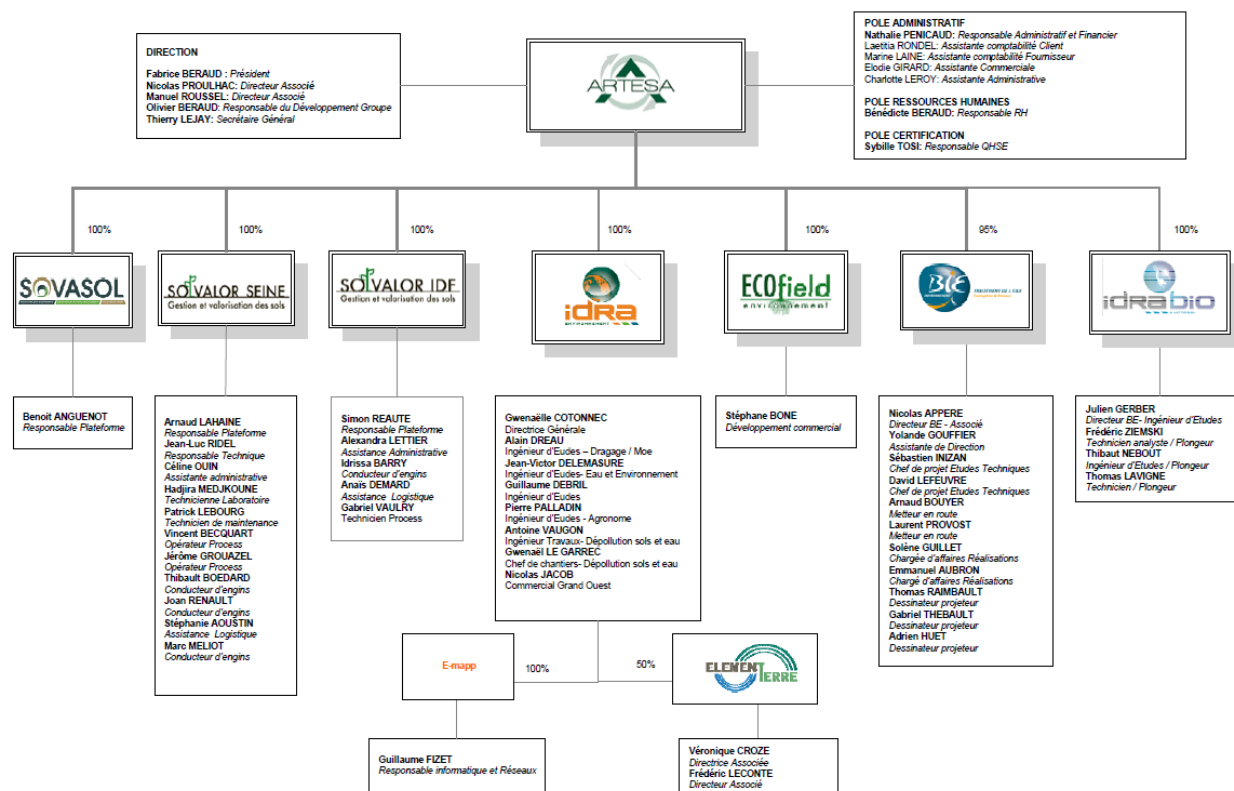 DIRECTION
Fabrice BERAUD : Président
Nicolas PROULHAC: Directeur Associé
Manuel ROUSSEL: Directeur Associé
Olivier BERAUD: Responsable du Développement Groupe
Thierry LEJAY: Secrétaire Général
ARTESA
POLE ADMINISTRATIF
Nathalie PENICAUD: Responsable Administratif et Financier
Laetitia RONDEL: Assistante comptabilité Client
Marine LAINE: Assistante comptabilité Fournisseur
Elodie GIRARD: Assistante Commerciale
Charlotte LEROY: Assistante Administrative
POLE RESSOURCES HUMAINES
Bénédicte BERAUD: Responsable RH
POLE CERTIFICATION
Sybille TOSI: Responsable QHSE
100%
100%
100%
100%
100%
95%
100%
SOVASOL
SOLVALOR SEINE
Gestion et valorisation des sols
SOLVALOR IDF
Gestion et valorisation des sols
idRa
ENVIRONNEMENT
ECOfield
environnement
BiE
TRAITEMENT DE L'EAU
idrabio
Benoit ANGUENOT
Responsable Plateforme
Arnaud LAHAINE
Responsable Plateforme
Jean-Luc RIDEL
Responsable Technique
Céline OUIN
Assistante administrative
Hadjira MEDJKOUNE
Technicienne Laboratoire
Patrick LEBOURG
Technicien de maintenance
Vincent BECQUART
Opérateur Process
Jérôme GROUAZEL
Opérateur Process
Thibault BOEDARD
Conducteur d'engins
Joan RENAULT
Conducteur d'engins
Stéphanie AOUSTIN
Assistance Logistique
Marc MELIOT
Conducteur d'engins
Simon REAUTE
Responsable Plateforme
Alexandra LETTIER
Assistance Administrative
Idrissa BARRY
Conducteur d'engins
Anaïs DEMARD
Assistance Logistique
Gabriel VAULRY
Technicien Process
Gwenaëlle COTONNEC
Directrice Générale
Alain DREAU
Ingénieur d'Eudes – Dragage / Moe
Jean-Victor DELEMASURE
Ingénieur d'Eudes- Eau et Environnement
Guillaume DEBRIL
Ingénieur d'Eudes
Pierre PALLADIN
Ingénieur d'Eudes - Agronome
Antoine VAUGON
Ingénieur Travaux- Dépollution sols et eau
Gwenaël LE GARREC
Chef de chantiers- Dépollution sols et eau
Nicolas JACOB
Commercial Grand Ouest
Stéphane BONE
Développement commercial
Nicolas APPERE
Directeur BE - Associé
Yolande GOUFFIER
Assistante de Direction
Sébastien INIZAN
Chef de projet Etudes Techniques
David LEFEUVRE
Chef de projet Etudes Techniques
Arnaud BOUYER
Metteur en route
Laurent PROVOST
Metteur en route
Solène GUILLET
Chargée d'affaires Réalisations
Emmanuel AUBRON
Chargé d'affaires Réalisations
Thomas RAIMBAULT
Dessinateur projeteur
Gabriel THEBAULT
Dessinateur projeteur
Adrien HUET
Dessinateur projeteur
Julien GERBER
Directeur BE- Ingénieur d'Etudes
Frédéric ZIEMSKI
Technicien analyste / Plongeur
Thibaut NEBOUT
Ingénieur d'Etudes / Plongeur
Thomas LAVIGNE
Technicien / Plongeur
E-mapp
100%
50%
ELEMENTERRE
Guillaume FIZET
Responsable informatique et Réseaux
Véronique CROZE
Directrice Associée
Frédéric LECONTE
Directeur Associé